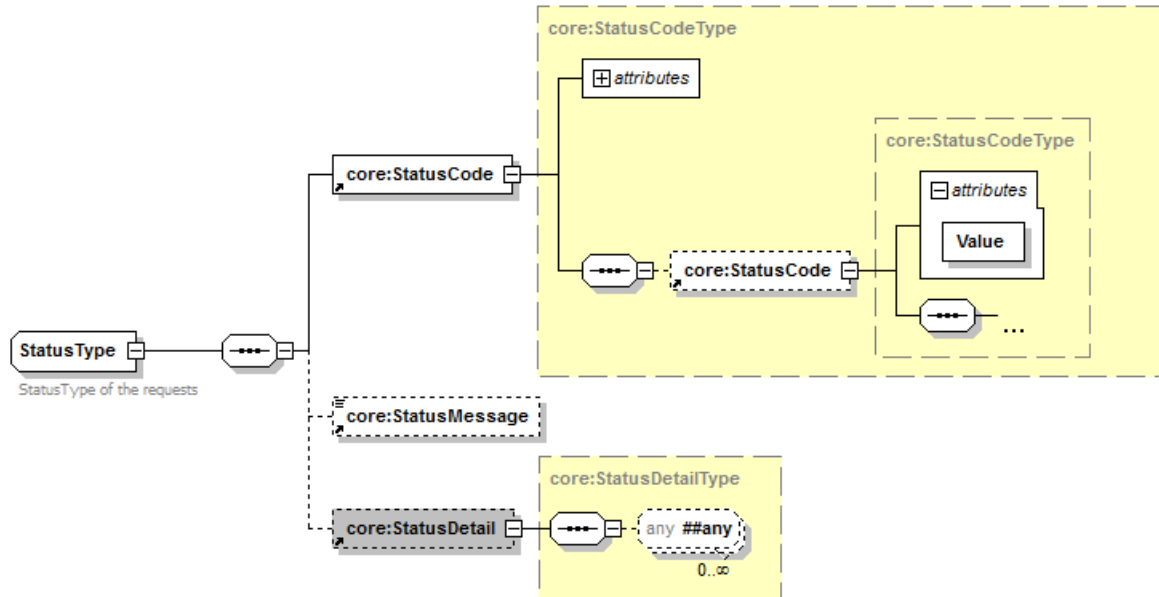 core:StatusCodeType
attributes
core:StatusCodeType
core:StatusCode
attributes
Value
core:StatusCode
...
StatusType
StatusType of the requests
core:StatusMessage
core:StatusDetailType
core:StatusDetail
any ##any
0..∞